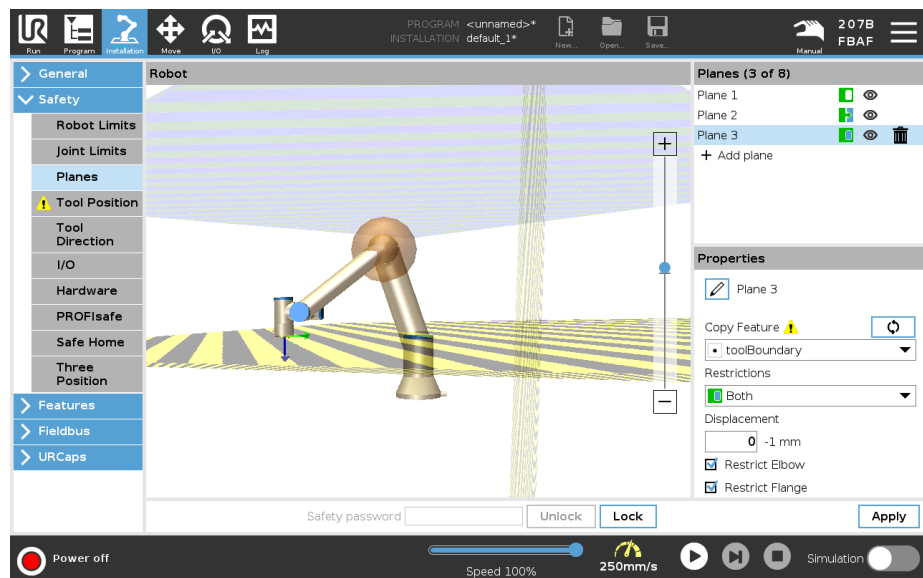 PROGRAM <unnamed>*
INSTALLATION default_1*
207B
FBAF
Run
Program
Installation
Move
I/O
Log
New...
Open...
Save...
Manual
General
Safety
Robot Limits
Joint Limits
Planes
Tool Position
Tool
Direction
I/O
Hardware
PROFIsafe
Safe Home
Three
Position
Features
Fieldbus
URCaps
Robot
+
−
Planes (3 of 8)
Plane 1
Plane 2
Plane 3
+ Add plane
Properties
Plane 3
Copy Feature
toolBoundary
Restrictions
Both
Displacement
0 -1 mm
Restrict Elbow
Restrict Flange
Safety password
Unlock
Lock
Apply
Power off
Speed 100%
250mm/s
Simulation